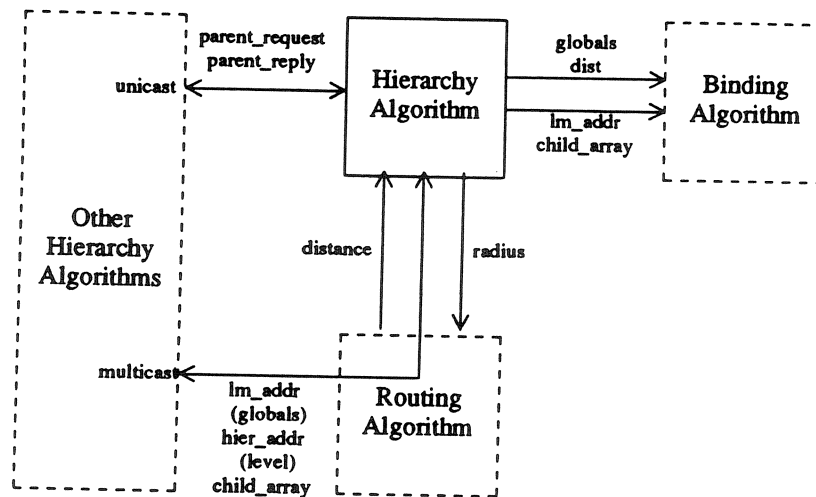 parent_request
parent_reply
unicast
Hierarchy
Algorithm
globals
dist
lm_addr
child_array
Binding
Algorithm
Other
Hierarchy
Algorithms
distance
radius
multicast
lm_addr
(globals)
hier_addr
(level)
child_array
Routing
Algorithm